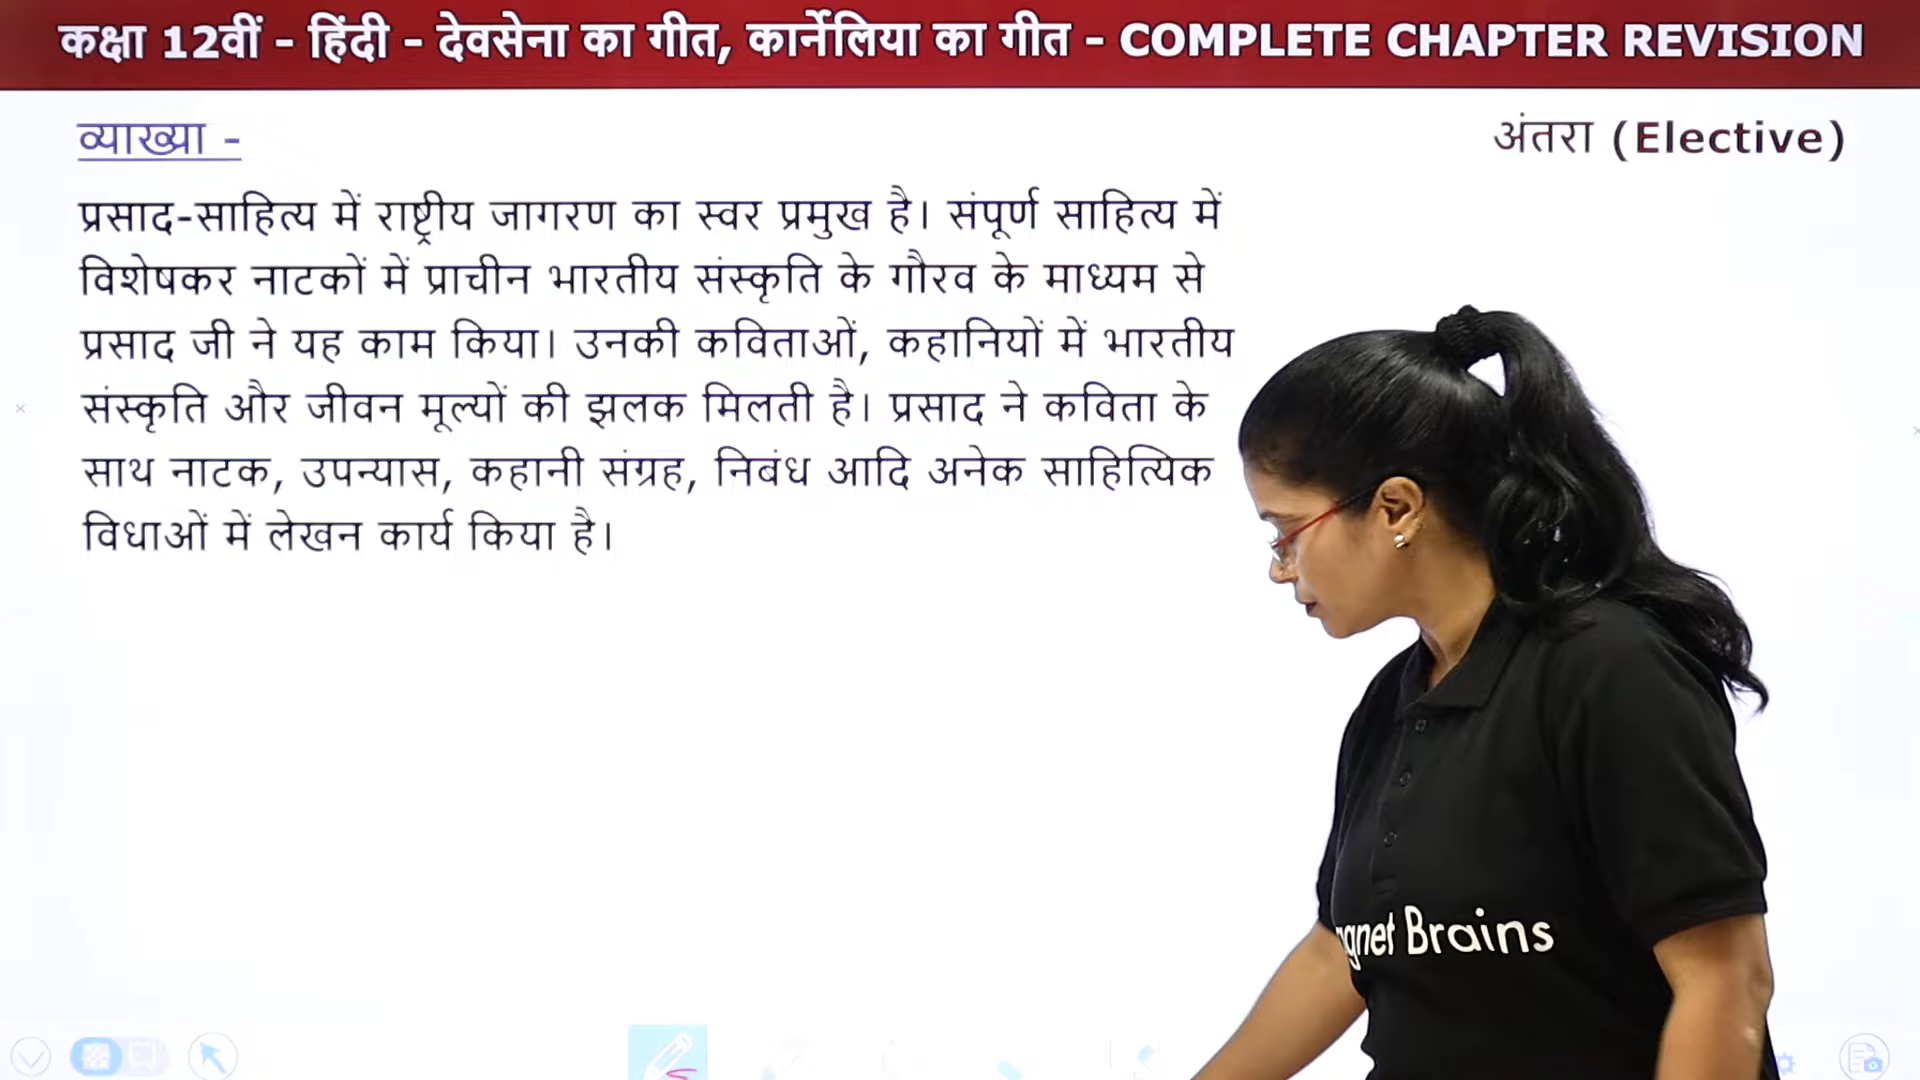 कक्षा 12वीं - हिंदी - देवसेना का गीत, कार्नेलिया का गीत - COMPLETE CHAPTER REVISION
व्याख्या -
अंतरा (Elective)
प्रसाद-साहित्य में राष्ट्रीय जागरण का स्वर प्रमुख है। संपूर्ण साहित्य में
विशेषकर नाटकों में प्राचीन भारतीय संस्कृति के गौरव के माध्यम से
प्रसाद जी ने यह काम किया। उनकी कविताओं, कहानियों में भारतीय
संस्कृति और जीवन मूल्यों की झलक मिलती है। प्रसाद ने कविता के
साथ नाटक, उपन्यास, कहानी संग्रह, निबंध आदि अनेक साहित्यिक
विधाओं में लेखन कार्य किया है।
Brains